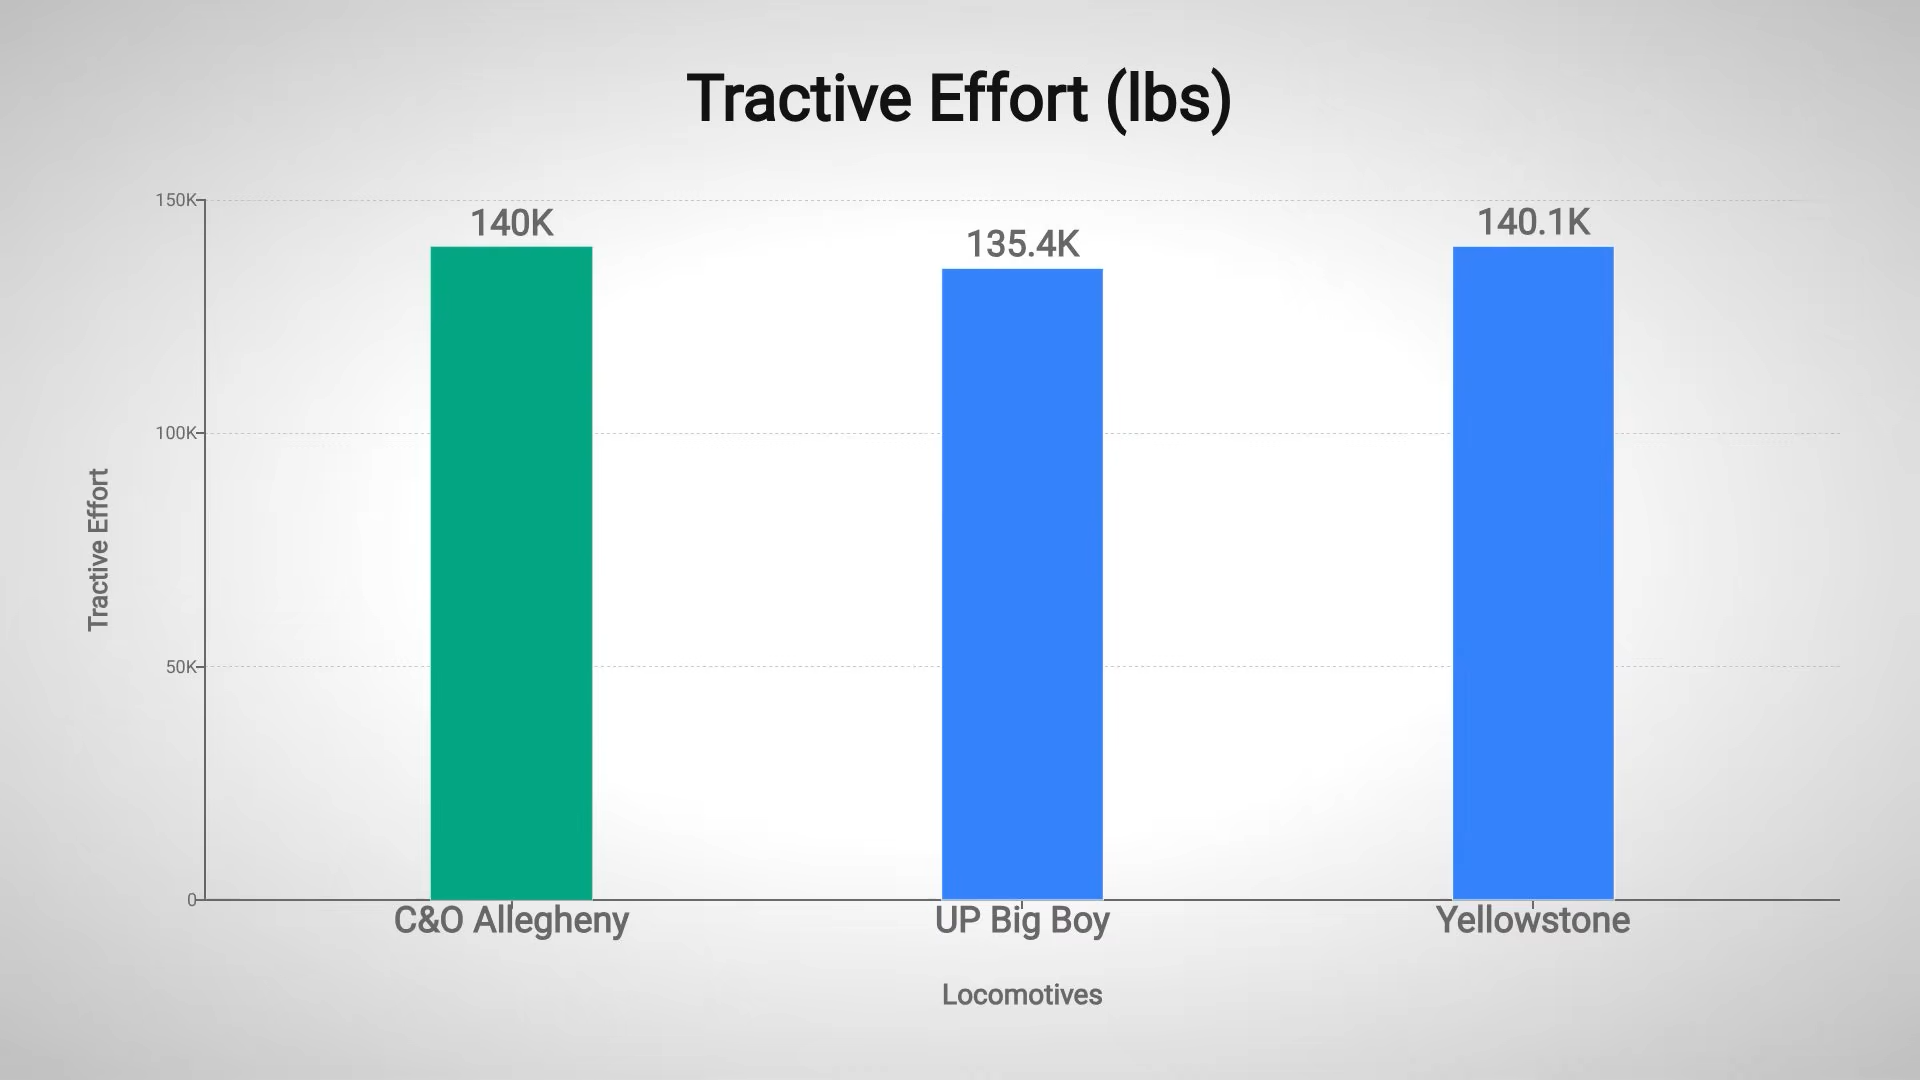 Tractive Effort (lbs)
150K
140K
135.4K
140.1K
100K
Tractive Effort
50K
0
C&O Allegheny
UP Big Boy
Yellowstone
Locomotives